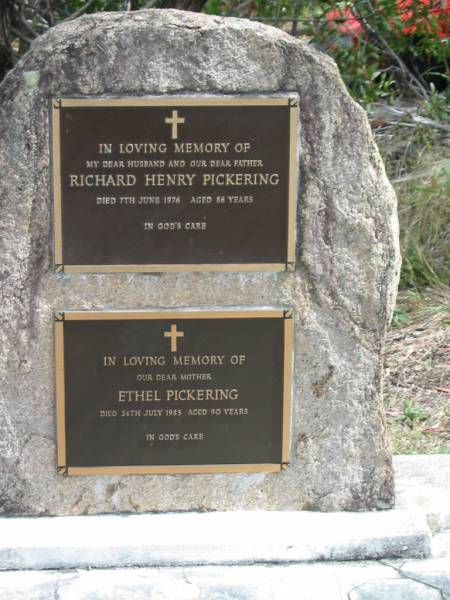 IN LOVING MEMORY OF
MY DEAR HUSBAND AND OUR DEAR FATHER
RICHARD HENRY PICKERING
DIED 7TH JUNE 1976 AGED 86 YEARS
IN GOD'S CARE
IN LOVING MEMORY OF
OUR DEAR MOTHER
ETHEL PICKERING
DIED 24TH JULY 1983 AGED 90 YEARS
IN GOD'S CARE